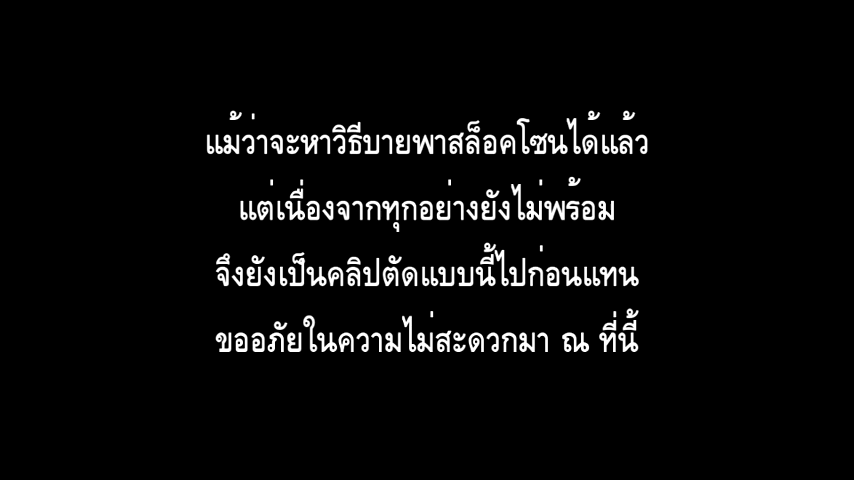 แม้ว่าจะหาวิธีบายพาสล็อคโซนได้แล้ว
แต่เนื่องจากทุกอย่างยังไม่พร้อม
จึงยังเป็นคลิปตัดแบบนี้ไปก่อนแทน
ขออภัยในความไม่สะดวกมา ณ ที่นี้